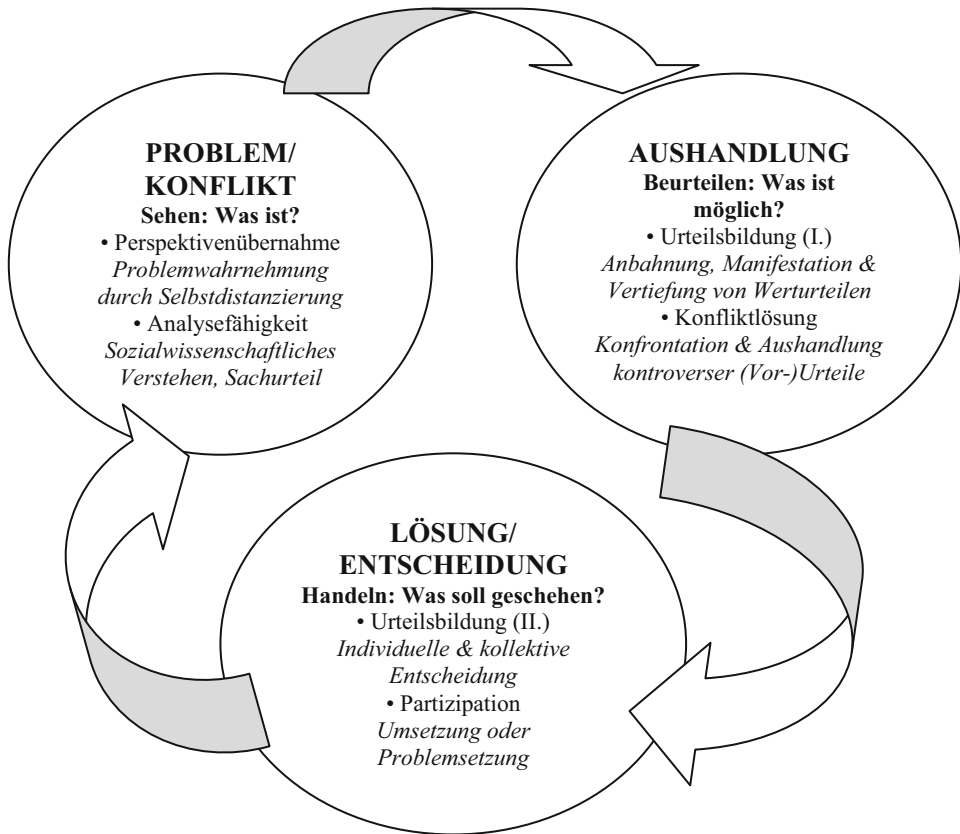 PROBLEM/
KONFLIKT
Sehen: Was ist?
• Perspektivenübernahme
Problemwahrnehmung
durch Selbstdistanzierung
• Analysefähigkeit
Sozialwissenschaftliches
Verstehen, Sachurteil
AUSHANDLUNG
Beurteilen: Was ist
möglich?
• Urteilsbildung (I.)
Anbahnung, Manifestation &
Vertiefung von Werturteilen
• Konfliktlösung
Konfrontation & Aushandlung
kontroverser (Vor-)Urteile
LÖSUNG/
ENTSCHEIDUNG
Handeln: Was soll geschehen?
• Urteilsbildung (II.)
Individuelle & kollektive
Entscheidung
• Partizipation
Umsetzung oder
Problemsetzung